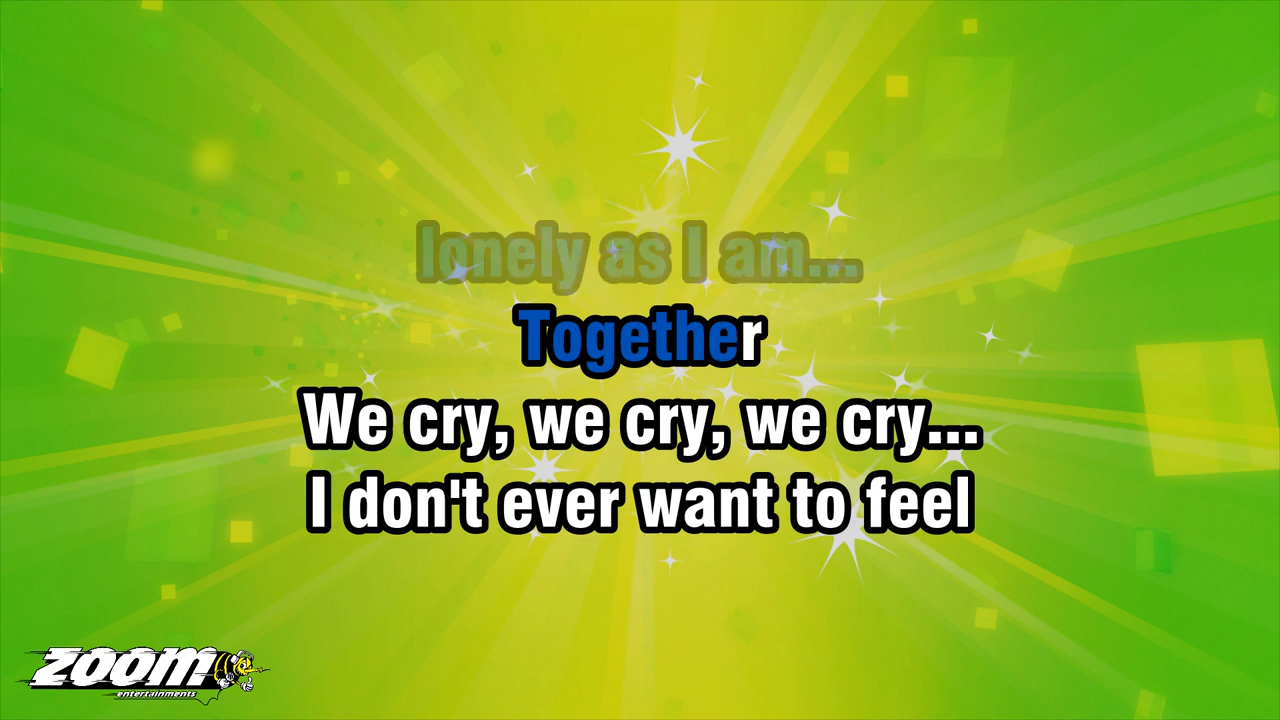 lonely as I am...
Together
We cry, we cry, we cry...
I don't ever want to feel
ZOOM
entertainments